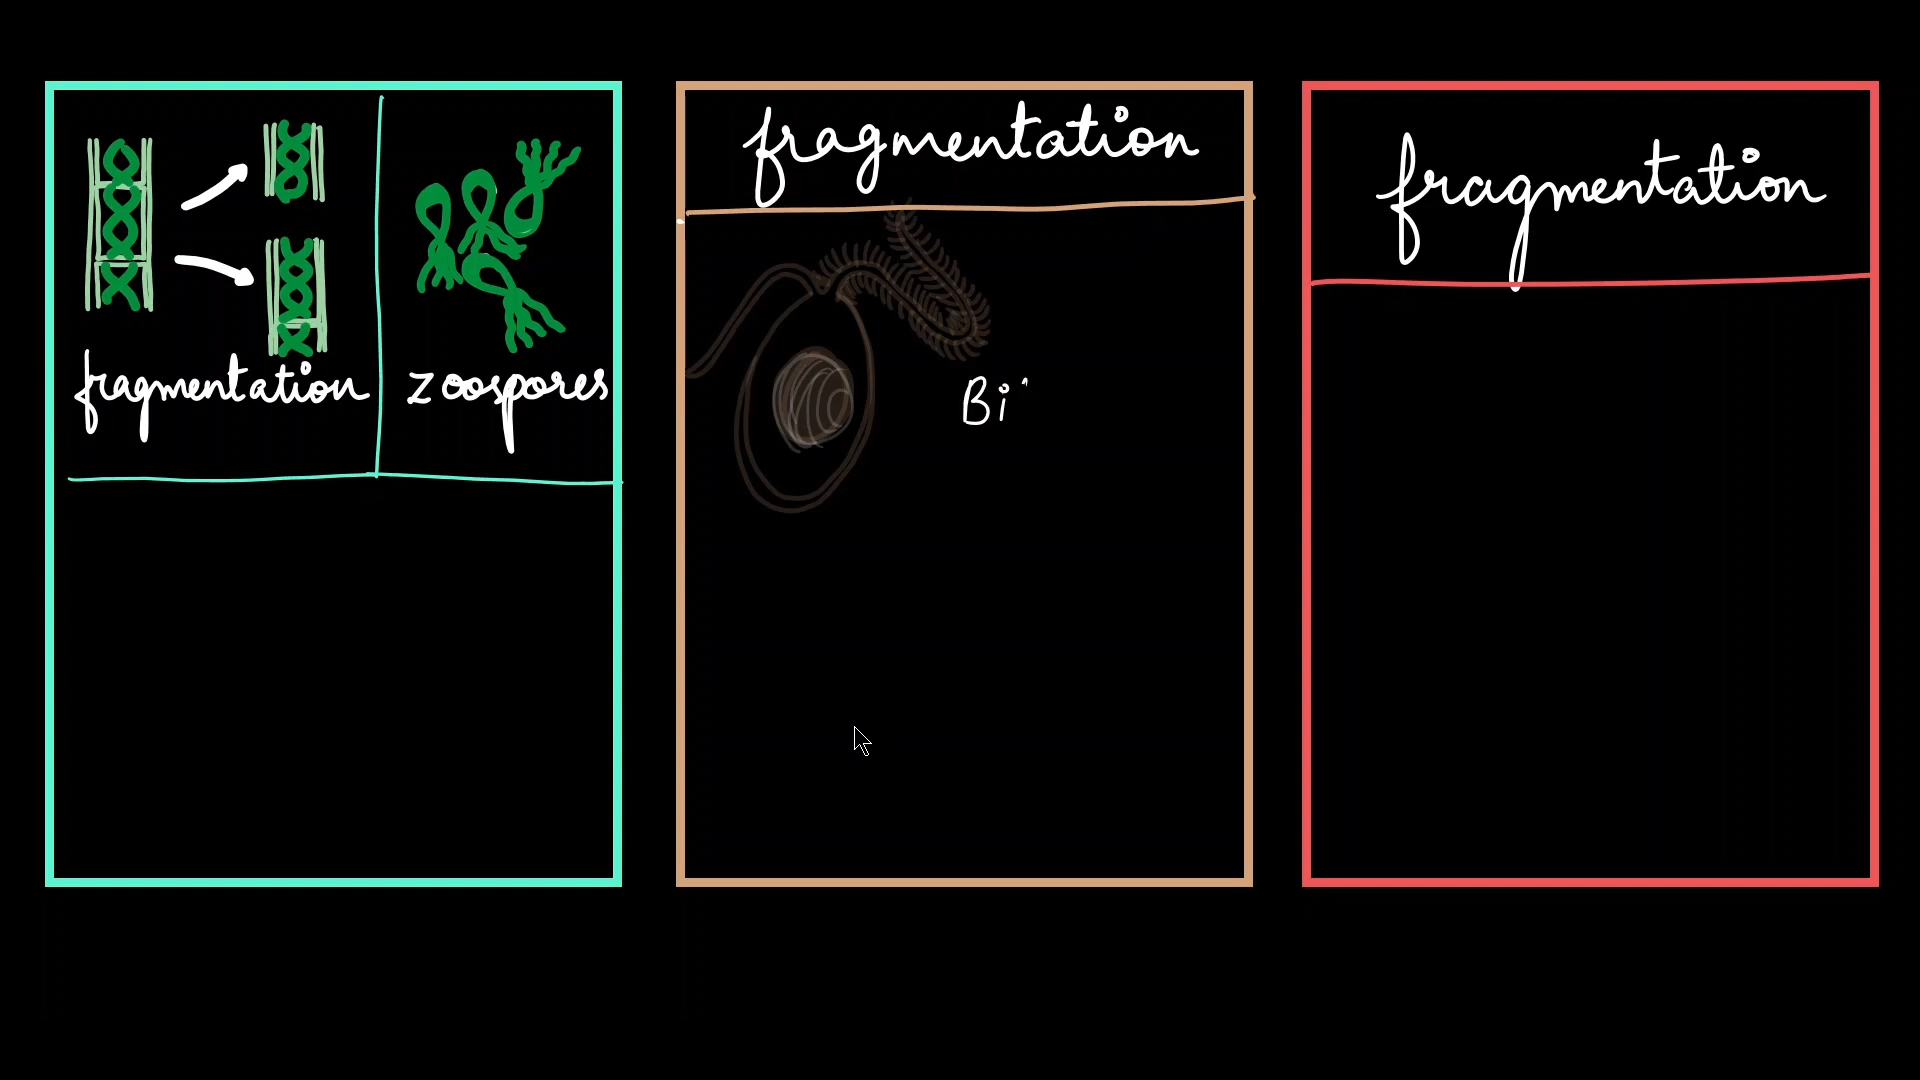 fragmentation
zoospores
fragmentation
Bi
fragmentation